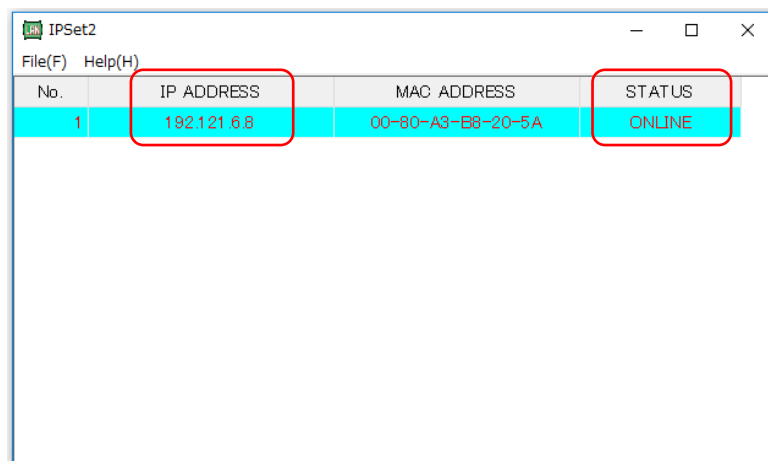 LAN IPSet2
File(F) Help(H)
No. IP ADDRESS MAC ADDRESS STATUS
1 192.121.6.8 00-80-A3-B8-20-5A ONLINE